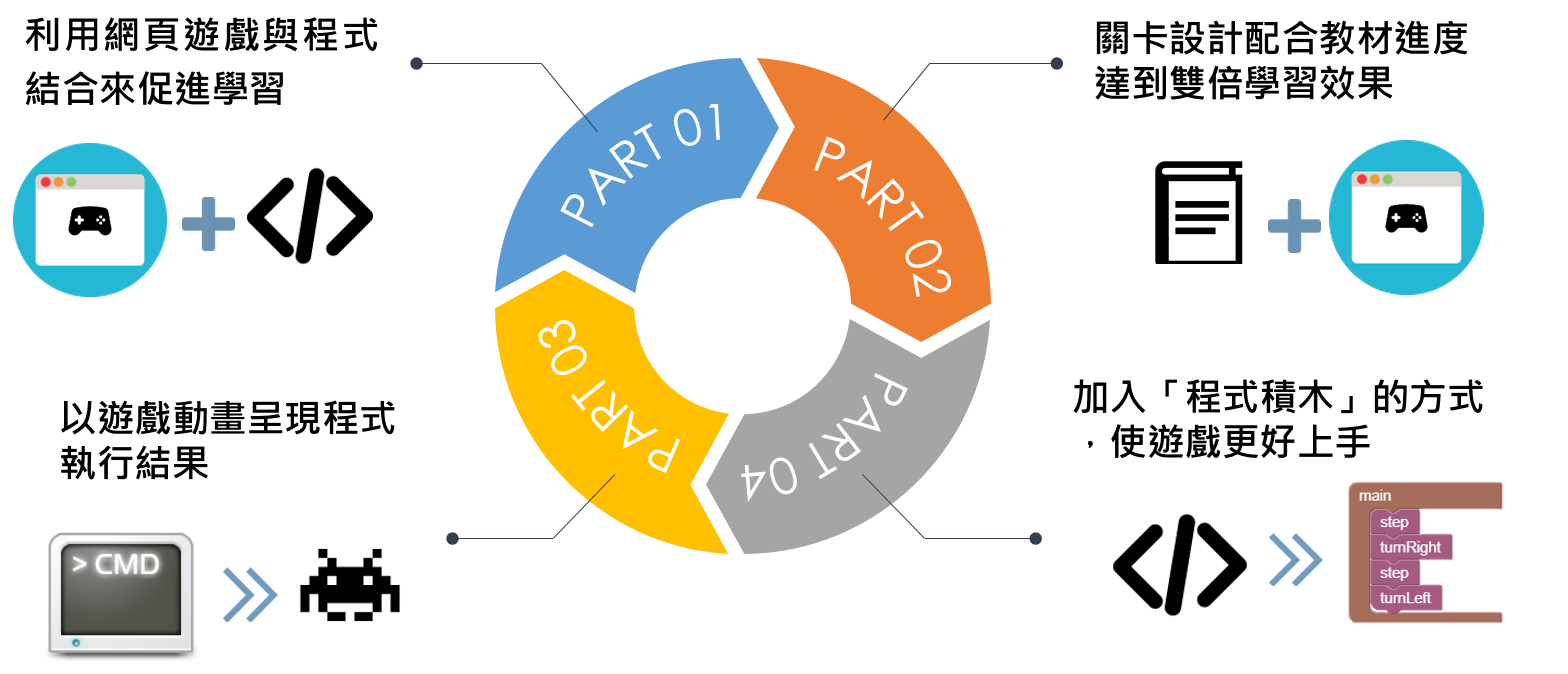 利用網頁遊戲與程式
結合來促進學習
PART 01
關卡設計配合教材進度
達到雙倍學習效果
PART 02
以遊戲動畫呈現程式
執行結果
> CMD
PART 03
加入「程式積木」的方式
，使遊戲更好上手
PART 04
main
step
turnRight
step
turnLeft